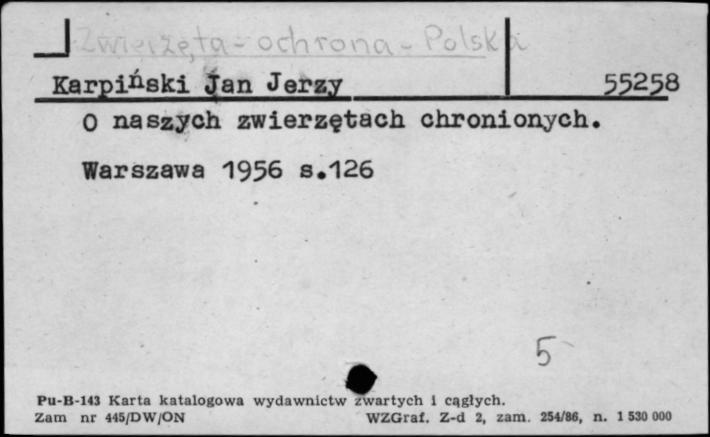 Zwierzęta - ochrona - Polska
Karpiński Jan Jerzy 55258
O naszych zwierzętach chronionych.
Warszawa 1956 s.126
5
Pu-B-143 Karta katalogowa wydawnictw zwartych i cągłych.
Zam nr 445/DW/ON WZGraf. Z-d 2, zam. 254/86, n. 1 530 000